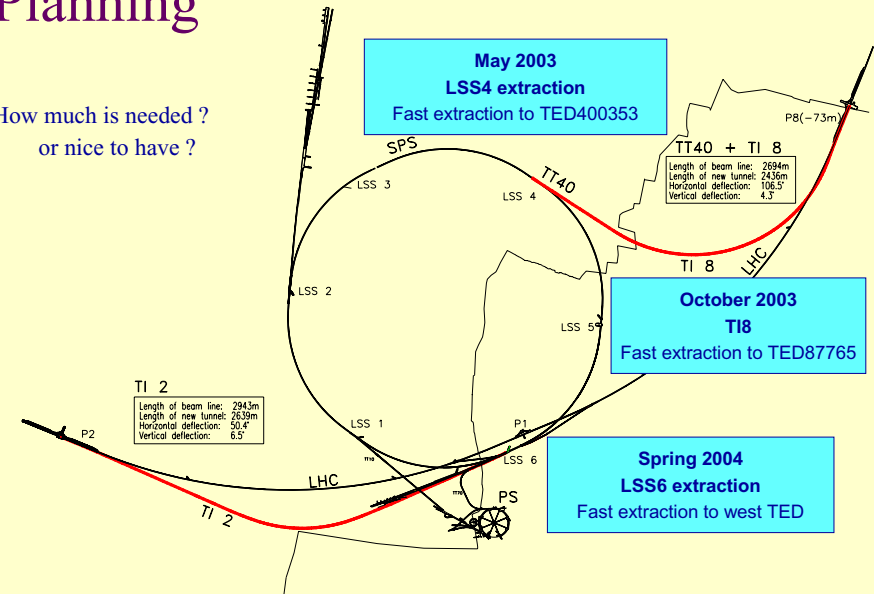 Planning
How much is needed ?
or nice to have ?
May 2003
LSS4 extraction
Fast extraction to TED400353
P8(-73m)
TT40 + TI 8
Length of beam line: 2694m
Length of new tunnel: 2436m
Horizontal deflection: 106.5°
Vertical deflection: 4.3°
SPS
TT40
LSS 3
LSS 4
TI 8
LHC
LSS 2
LSS 5
October 2003
TI8
Fast extraction to TED87765
TI 2
Length of beam line: 2943m
Length of new tunnel: 2639m
Horizontal deflection: 50.4°
Vertical deflection: 6.5°
LSS 1
P1
P2
LSS 6
LHC
TI 2
PS
Spring 2004
LSS6 extraction
Fast extraction to west TED